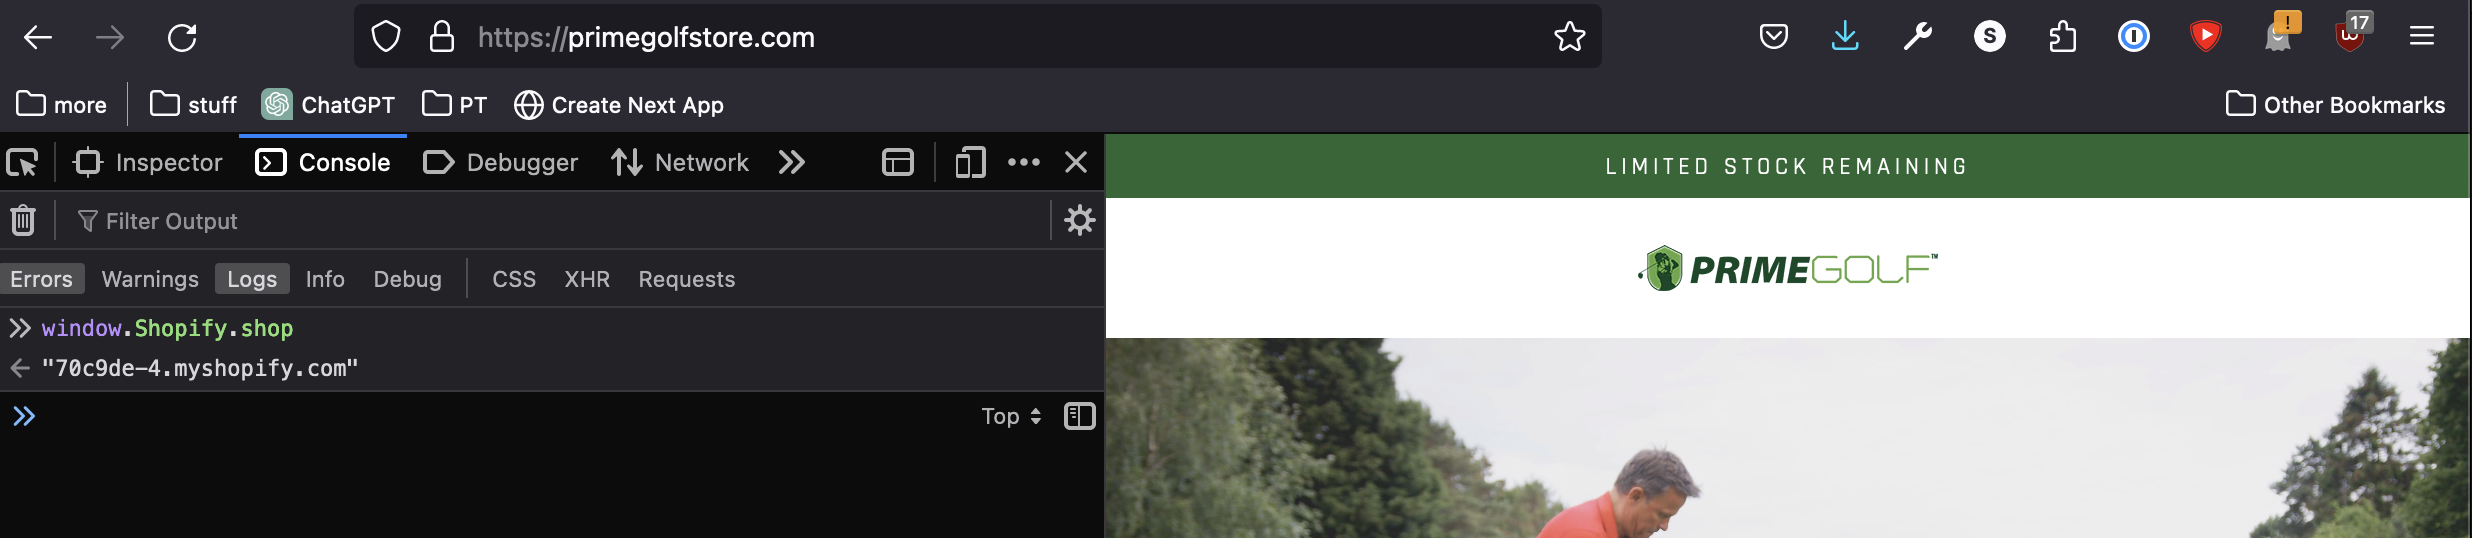 https://primegolfstore.com
S
!
17
more
stuff
ChatGPT
PT
Create Next App
Other Bookmarks
Inspector
Console
Debugger
Network
Filter Output
Errors
Warnings
Logs
Info
Debug
CSS
XHR
Requests
window.Shopify.shop
"70c9de-4.myshopify.com"
Top
LIMITED STOCK REMAINING
PRIMEGOLF™